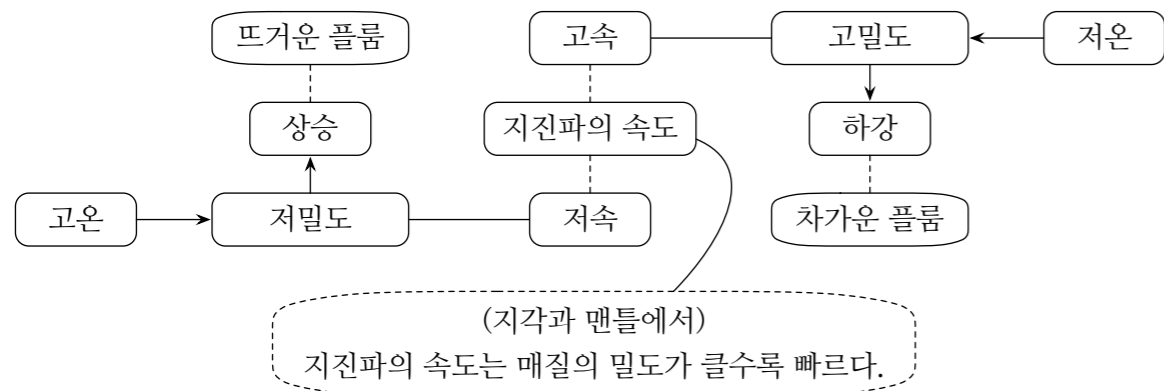 뜨거운 플룸
고속
고밀도
저온
상승
지진파의 속도
하강
고온
저밀도
저속
차가운 플룸
(지각과 맨틀에서)
지진파의 속도는 매질의 밀도가 클수록 빠르다.